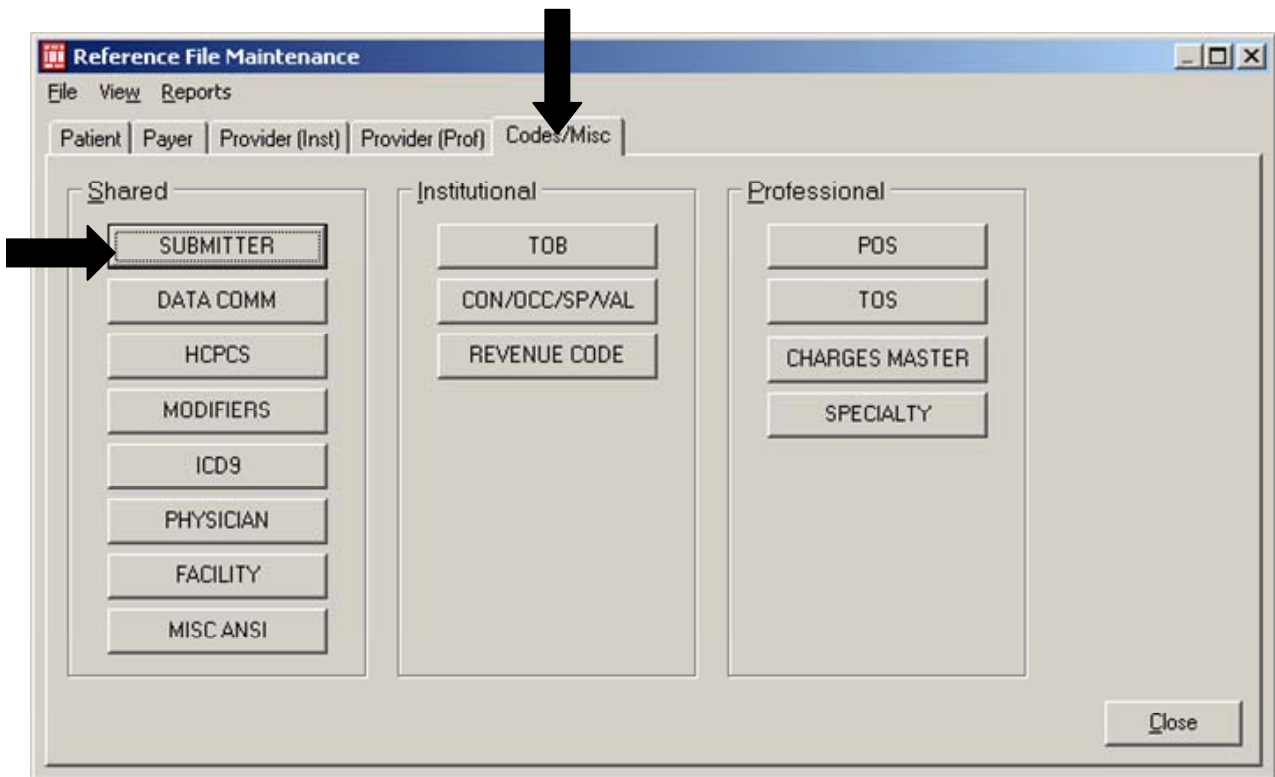 Reference File Maintenance
File View Reports
Patient Payer Provider (Inst) Provider (Prof) Codes/Misc
Shared
SUBMITTER
DATA COMM
HCPCS
MODIFIERS
ICD9
PHYSICIAN
FACILITY
MISC ANSI
Institutional
TOB
CON/OCC/SP/VAL
REVENUE CODE
Professional
POS
TOS
CHARGES MASTER
SPECIALTY
Close